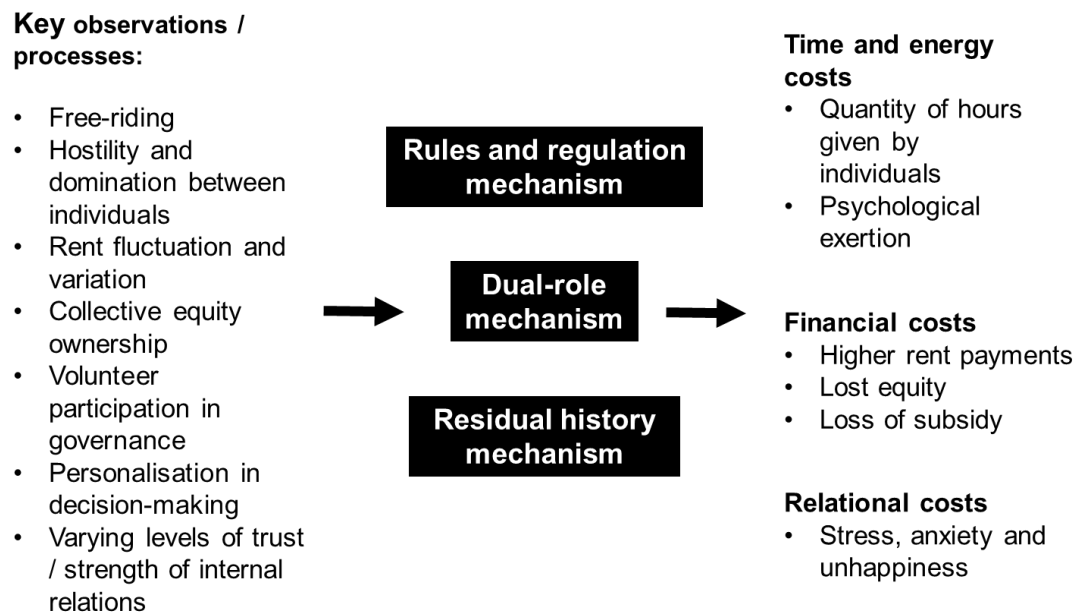 Key observations /
processes:
• Free-riding
• Hostility and
domination between
individuals
• Rent fluctuation and
variation
• Collective equity
ownership
• Volunteer
participation in
governance
• Personalisation in
decision-making
• Varying levels of trust
/ strength of internal
relations
Rules and regulation
mechanism
Dual-role
mechanism
Residual history
mechanism
Time and energy
costs
• Quantity of hours
given by
individuals
• Psychological
exertion
Financial costs
• Higher rent payments
• Lost equity
• Loss of subsidy
Relational costs
• Stress, anxiety and
unhappiness